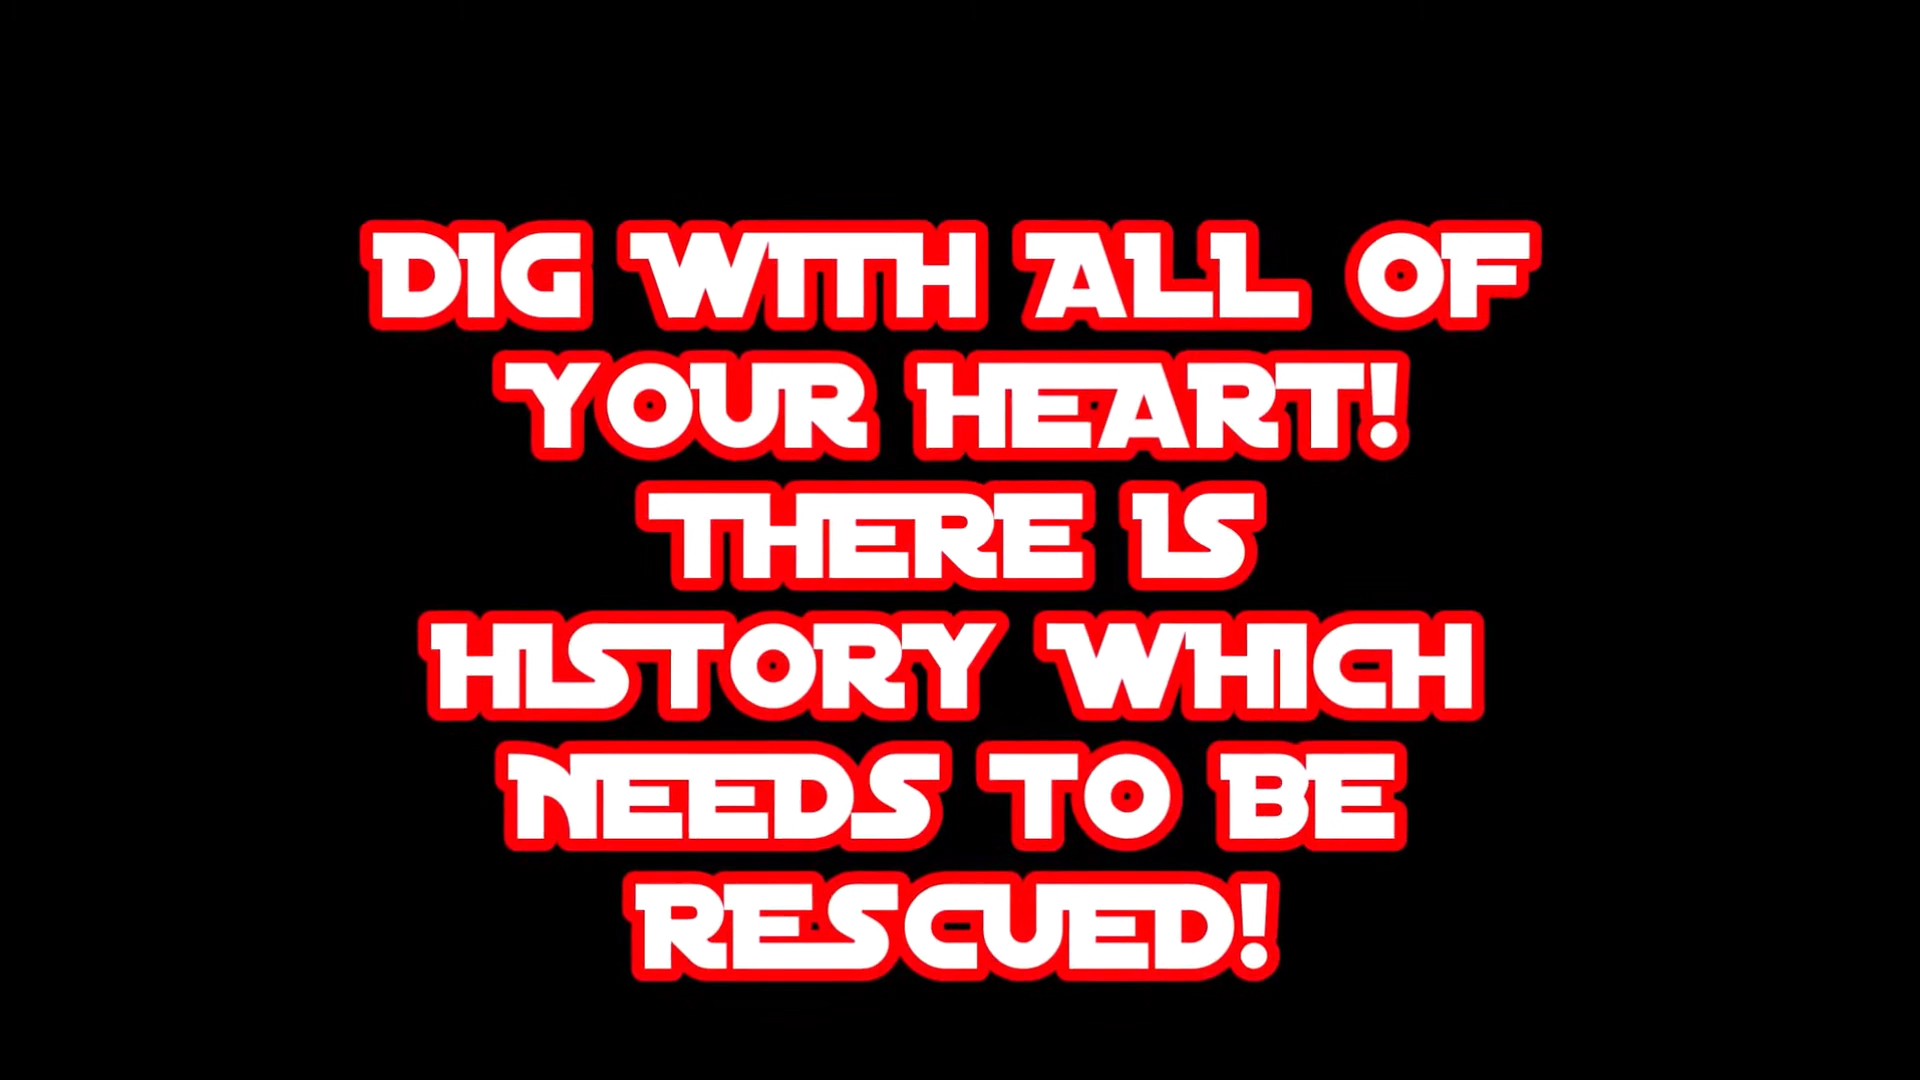 DIG WITH ALL OF
YOUR HEART!
THERE IS
HISTORY WHICH
NEEDS TO BE
RESCUED!